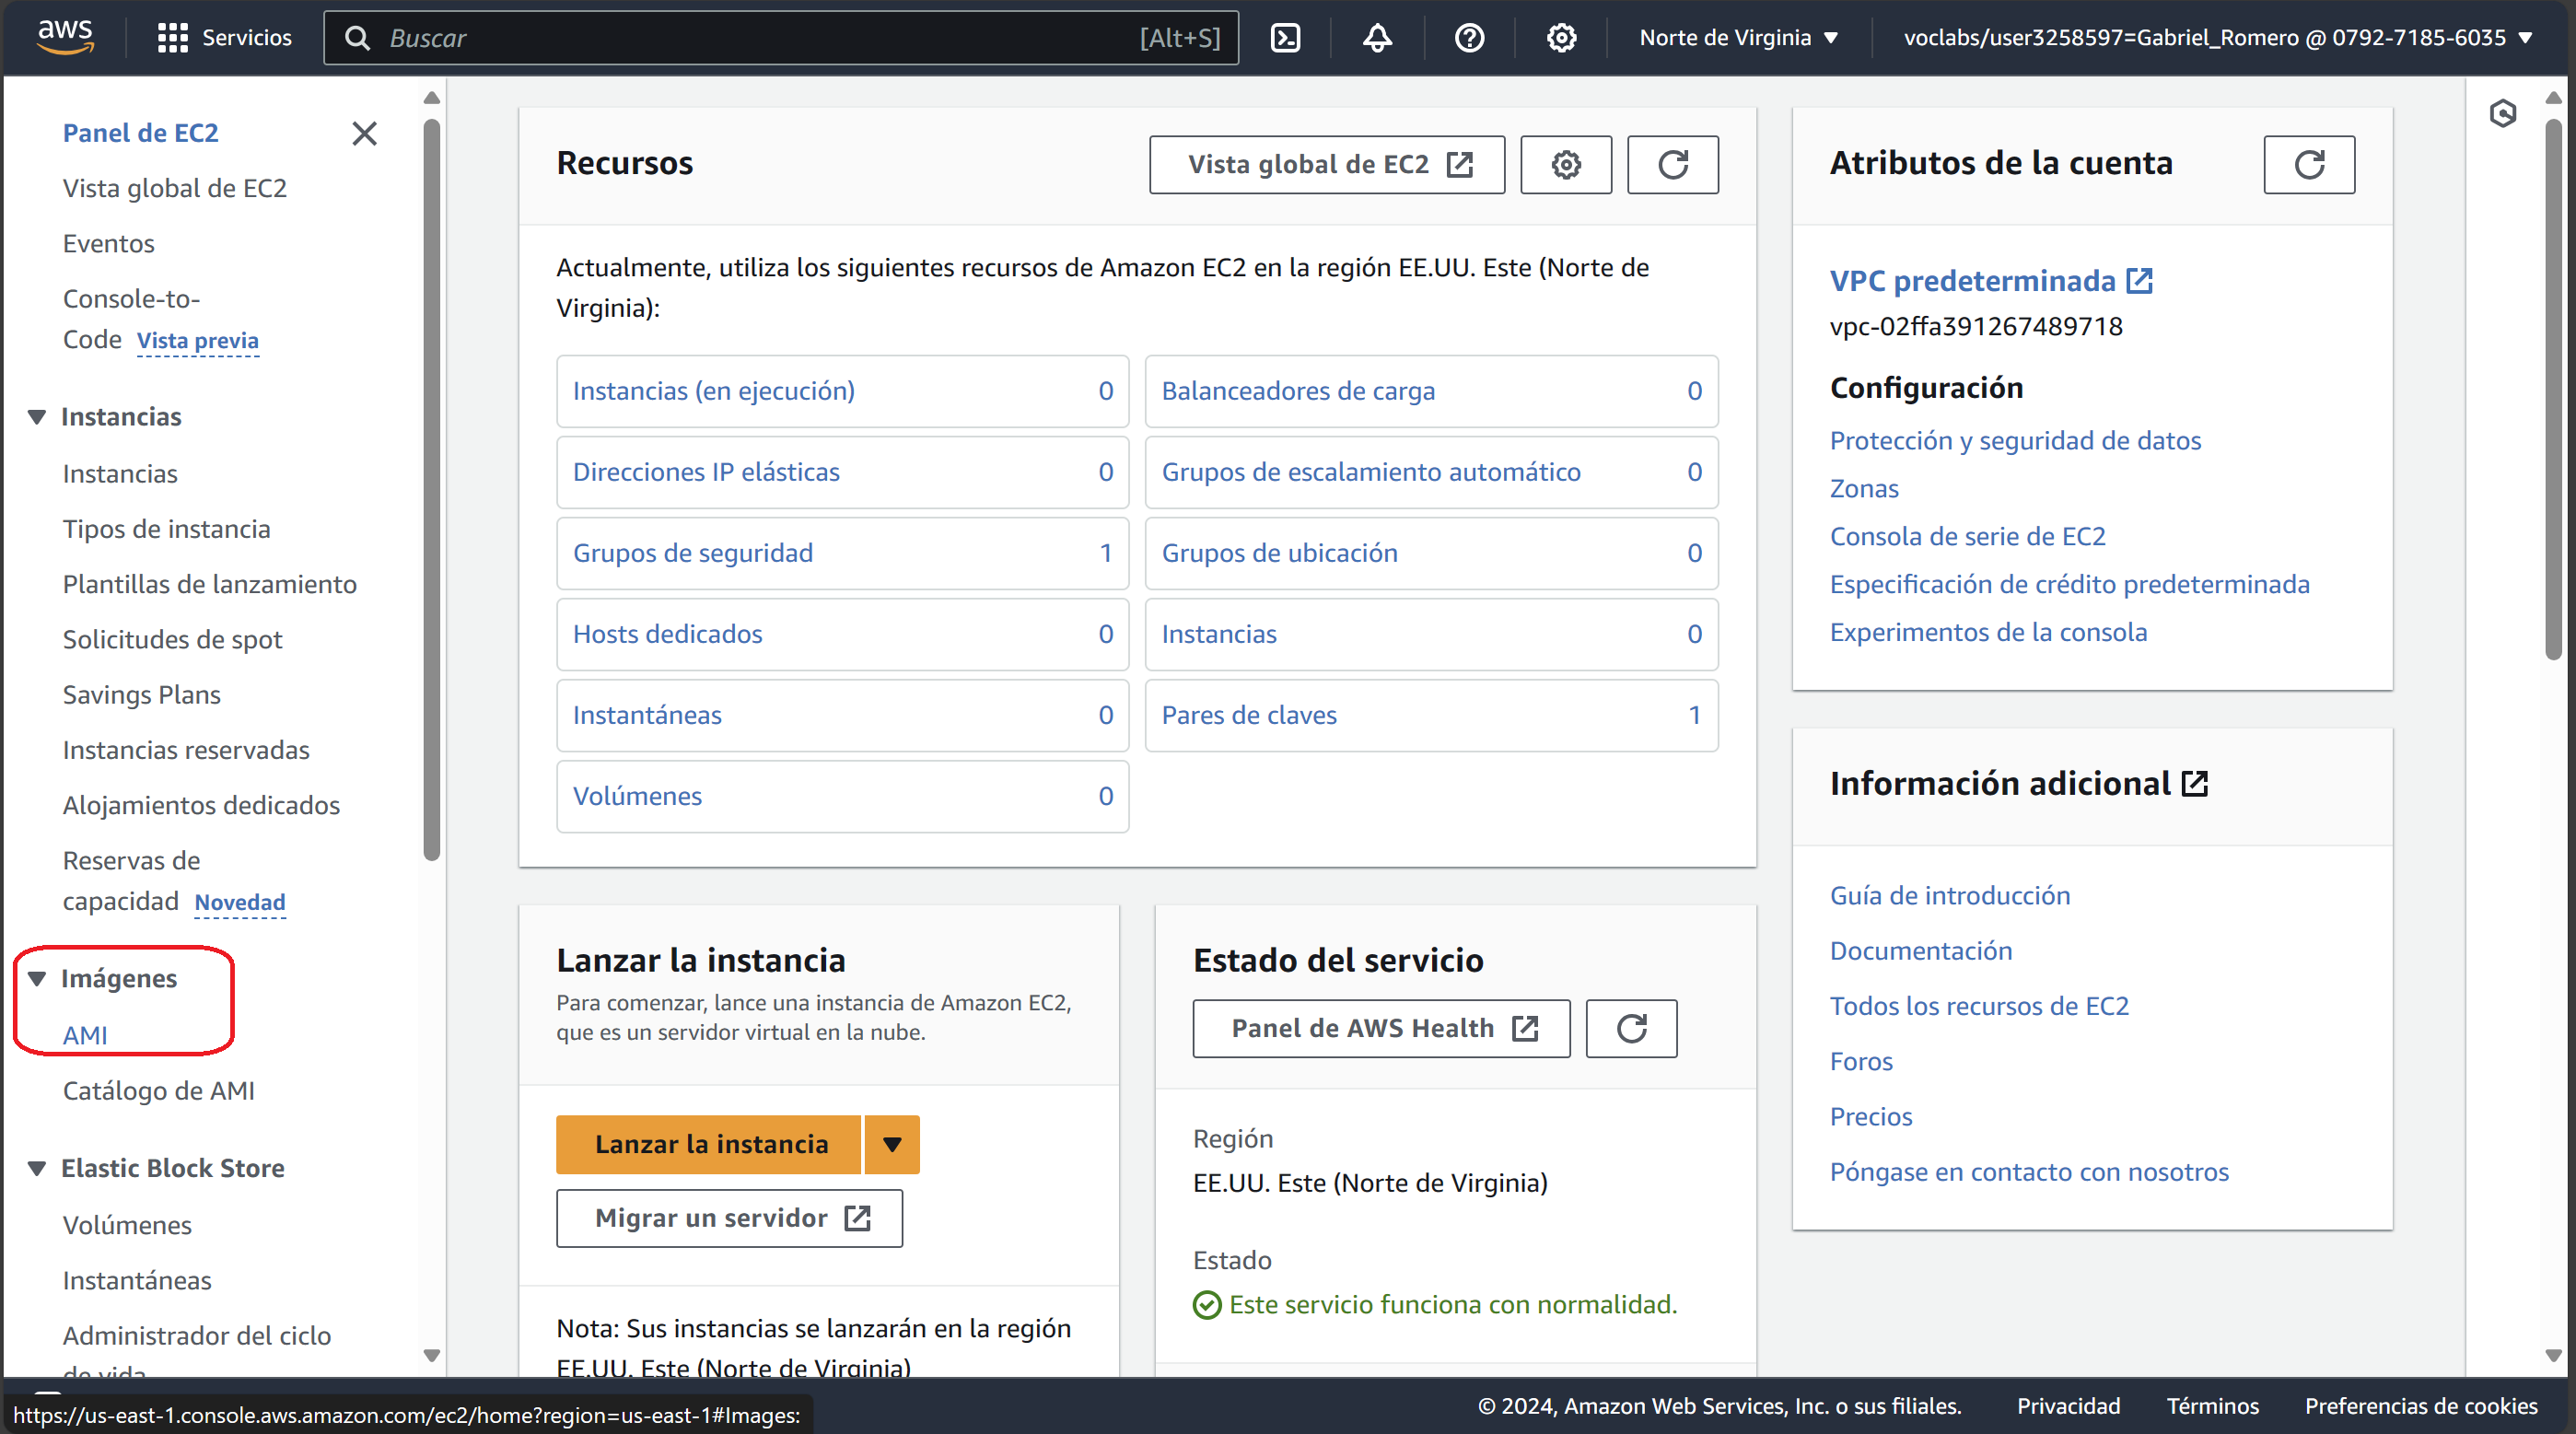 aws
Servicios
Buscar
[Alt+S]
Norte de Virginia
voclabs/user3258597=Gabriel_Romero @ 0792-7185-6035
Panel de EC2
Vista global de EC2
Eventos
Console-to-
Code Vista previa
Instancias
Instancias
Tipos de instancia
Plantillas de lanzamiento
Solicitudes de spot
Savings Plans
Instancias reservadas
Alojamientos dedicados
Reservas de
capacidad Novedad
Imágenes
AMI
Catálogo de AMI
Elastic Block Store
Volúmenes
Instantáneas
Administrador del ciclo
de vida
Recursos
Vista global de EC2
Actualmente, utiliza los siguientes recursos de Amazon EC2 en la región EE.UU. Este (Norte de
Virginia):
Instancias (en ejecución) 0
Balanceadores de carga 0
Direcciones IP elásticas 0
Grupos de escalamiento automático 0
Grupos de seguridad 1
Grupos de ubicación 0
Hosts dedicados 0
Instancias 0
Instantáneas 0
Pares de claves 1
Volúmenes 0
Lanzar la instancia
Para comenzar, lance una instancia de Amazon EC2,
que es un servidor virtual en la nube.
Lanzar la instancia
Migrar un servidor
Nota: Sus instancias se lanzarán en la región
EE.UU. Este (Norte de Virginia)
Estado del servicio
Panel de AWS Health
Región
EE.UU. Este (Norte de Virginia)
Estado
Este servicio funciona con normalidad.
Atributos de la cuenta
VPC predeterminada
vpc-02ffa391267489718
Configuración
Protección y seguridad de datos
Zonas
Consola de serie de EC2
Especificación de crédito predeterminada
Experimentos de la consola
Información adicional
Guía de introducción
Documentación
Todos los recursos de EC2
Foros
Precios
Póngase en contacto con nosotros
https://us-east-1.console.aws.amazon.com/ec2/home?region=us-east-1#Images:
© 2024, Amazon Web Services, Inc. o sus filiales.
Privacidad
Términos
Preferencias de cookies